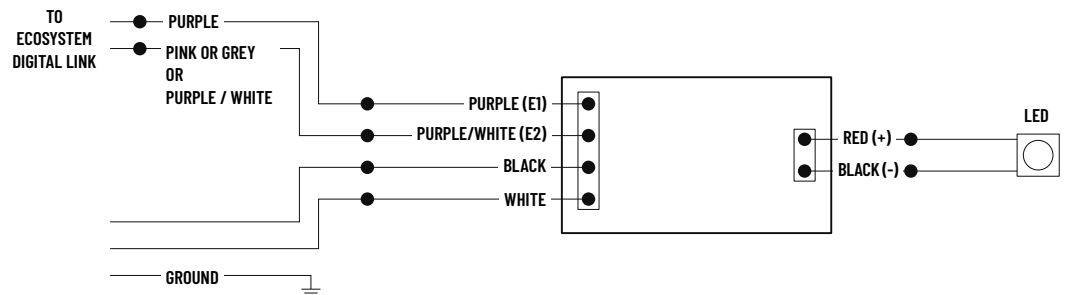 TO
ECOSYSTEM
DIGITAL LINK
PURPLE
PINK OR GREY
OR
PURPLE / WHITE
PURPLE (E1)
PURPLE/WHITE (E2)
BLACK
WHITE
GROUND
RED (+)
BLACK (-)
LED